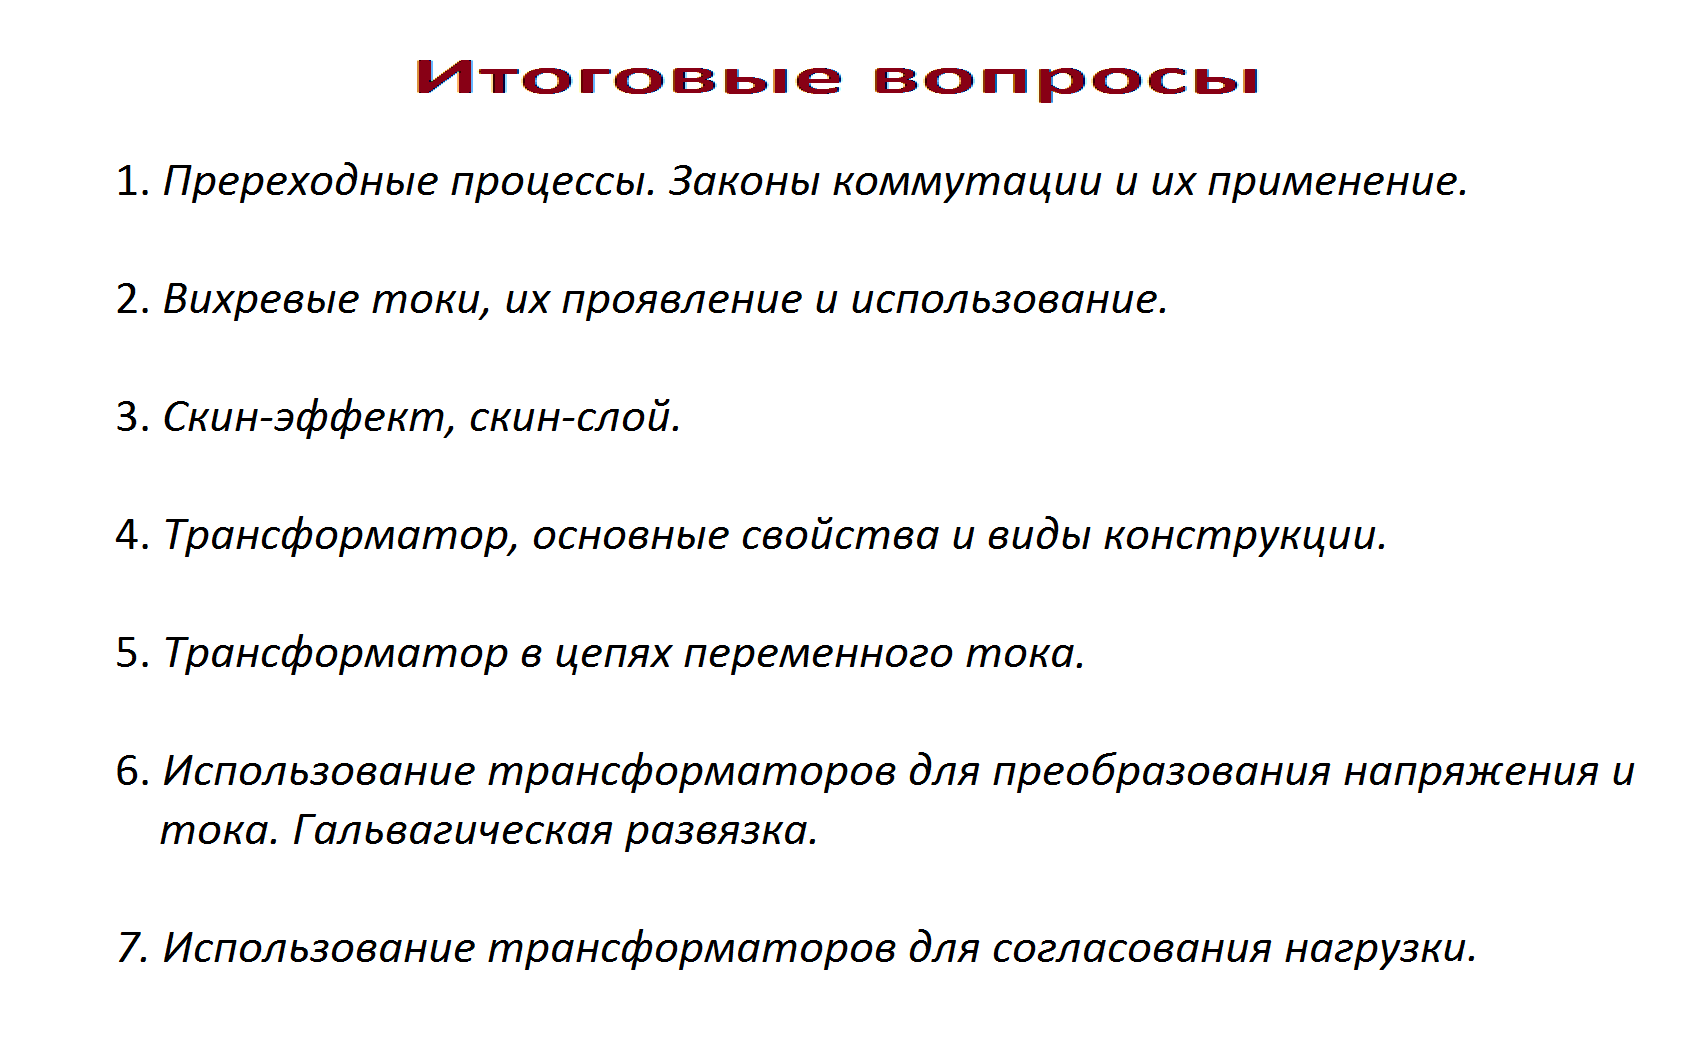 Итоговые вопросы
1. Пререходные процессы. Законы коммутации и их применение.
2. Вихревые токи, их проявление и использование.
3. Скин-эффект, скин-слой.
4. Трансформатор, основные свойства и виды конструкции.
5. Трансформатор в цепях переменного тока.
6. Использование трансформаторов для преобразования напряжения и
тока. Гальвагическая развязка.
7. Использование трансформаторов для согласования нагрузки.